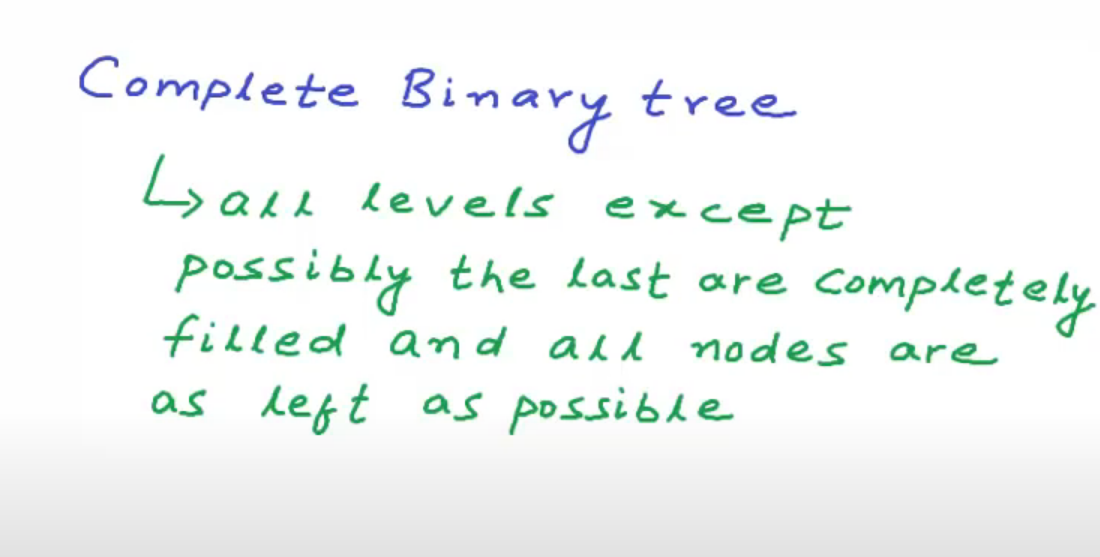 Complete Binary tree
↳ all levels except
possibly the last are completely
filled and all nodes are
as left as possible